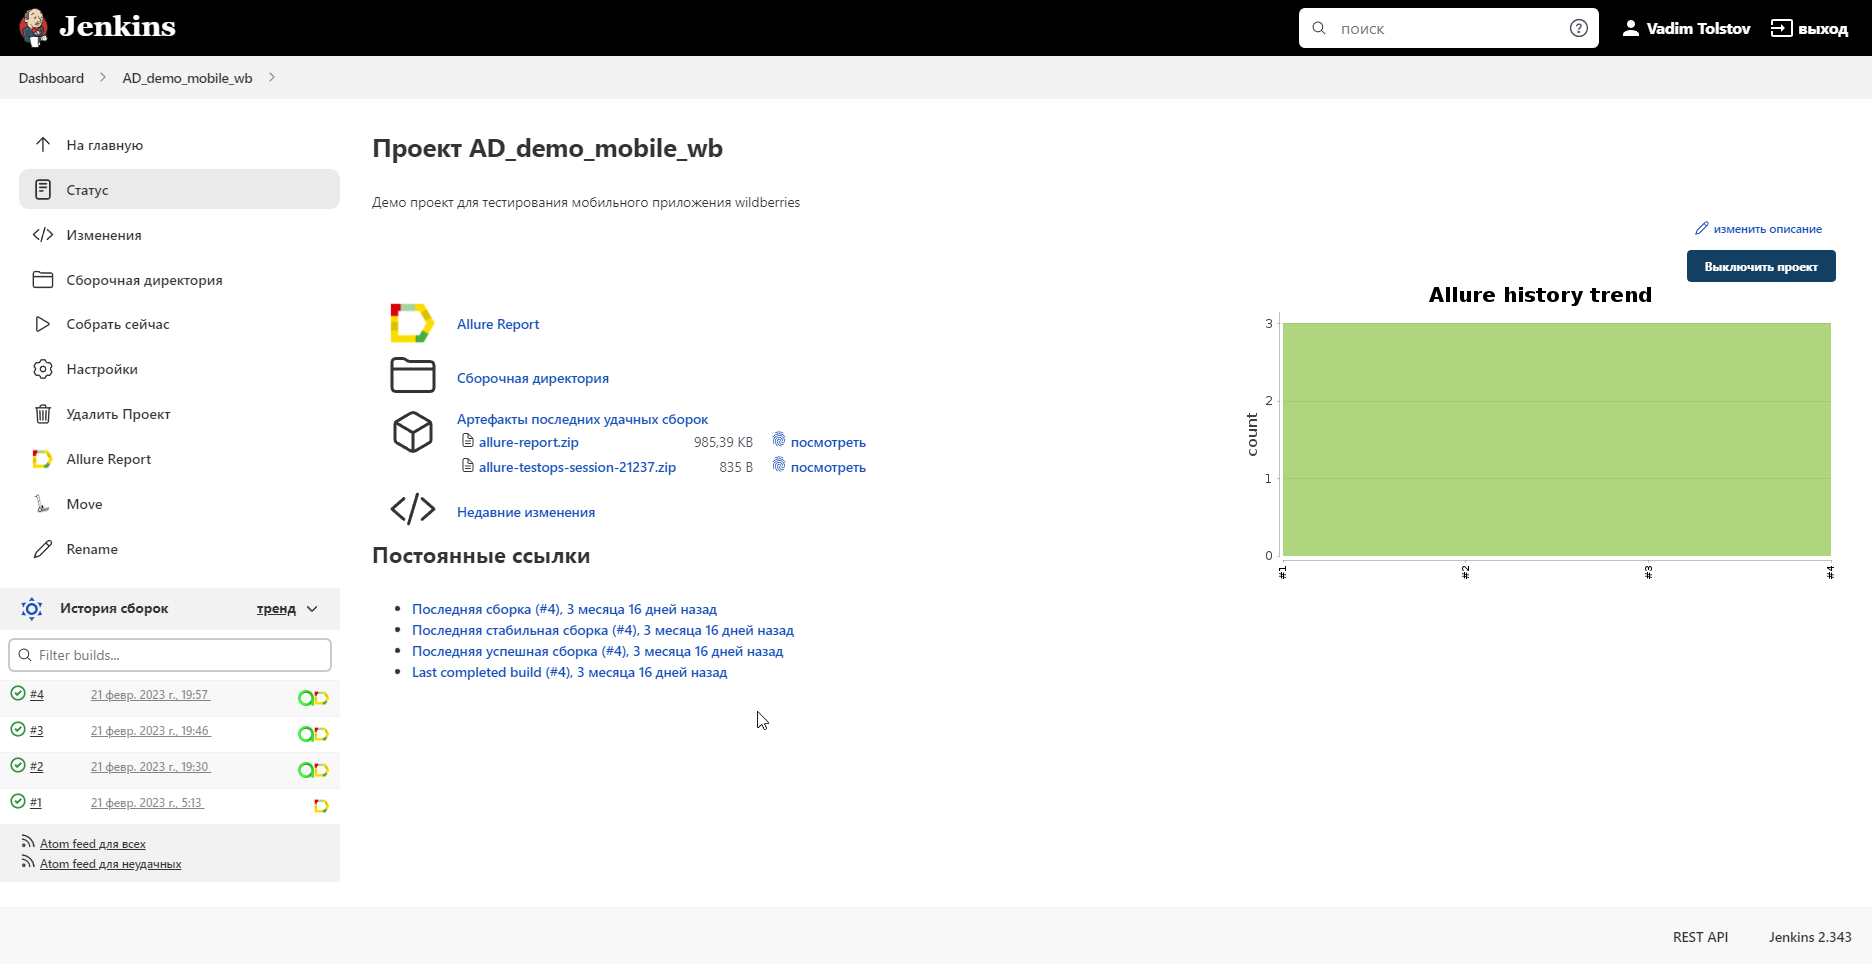 Jenkins
поиск
Vadim Tolstov
выход
Dashboard
AD_demo_mobile_wb
На главную
Статус
Изменения
Сборочная директория
Собрать сейчас
Настройки
Удалить Проект
Allure Report
Move
Rename
История сборок
тренд
Filter builds...
#4 21 февр. 2023 г., 19:57
#3 21 февр. 2023 г., 19:46
#2 21 февр. 2023 г., 19:30
#1 21 февр. 2023 г., 5:13
Atom feed для всех
Atom feed для неудачных
Проект AD_demo_mobile_wb
Демо проект для тестирования мобильного приложения wildberries
изменить описание
Выключить проект
Allure Report
Сборочная директория
Артефакты последних удачных сборок
allure-report.zip 985,39 KB посмотреть
allure-testops-session-21237.zip 835 B посмотреть
Недавние изменения
Постоянные ссылки
Последняя сборка (#4), 3 месяца 16 дней назад
Последняя стабильная сборка (#4), 3 месяца 16 дней назад
Последняя успешная сборка (#4), 3 месяца 16 дней назад
Last completed build (#4), 3 месяца 16 дней назад
Allure history trend
count
3
2
1
0
#1
#2
#3
#4
REST API
Jenkins 2.343